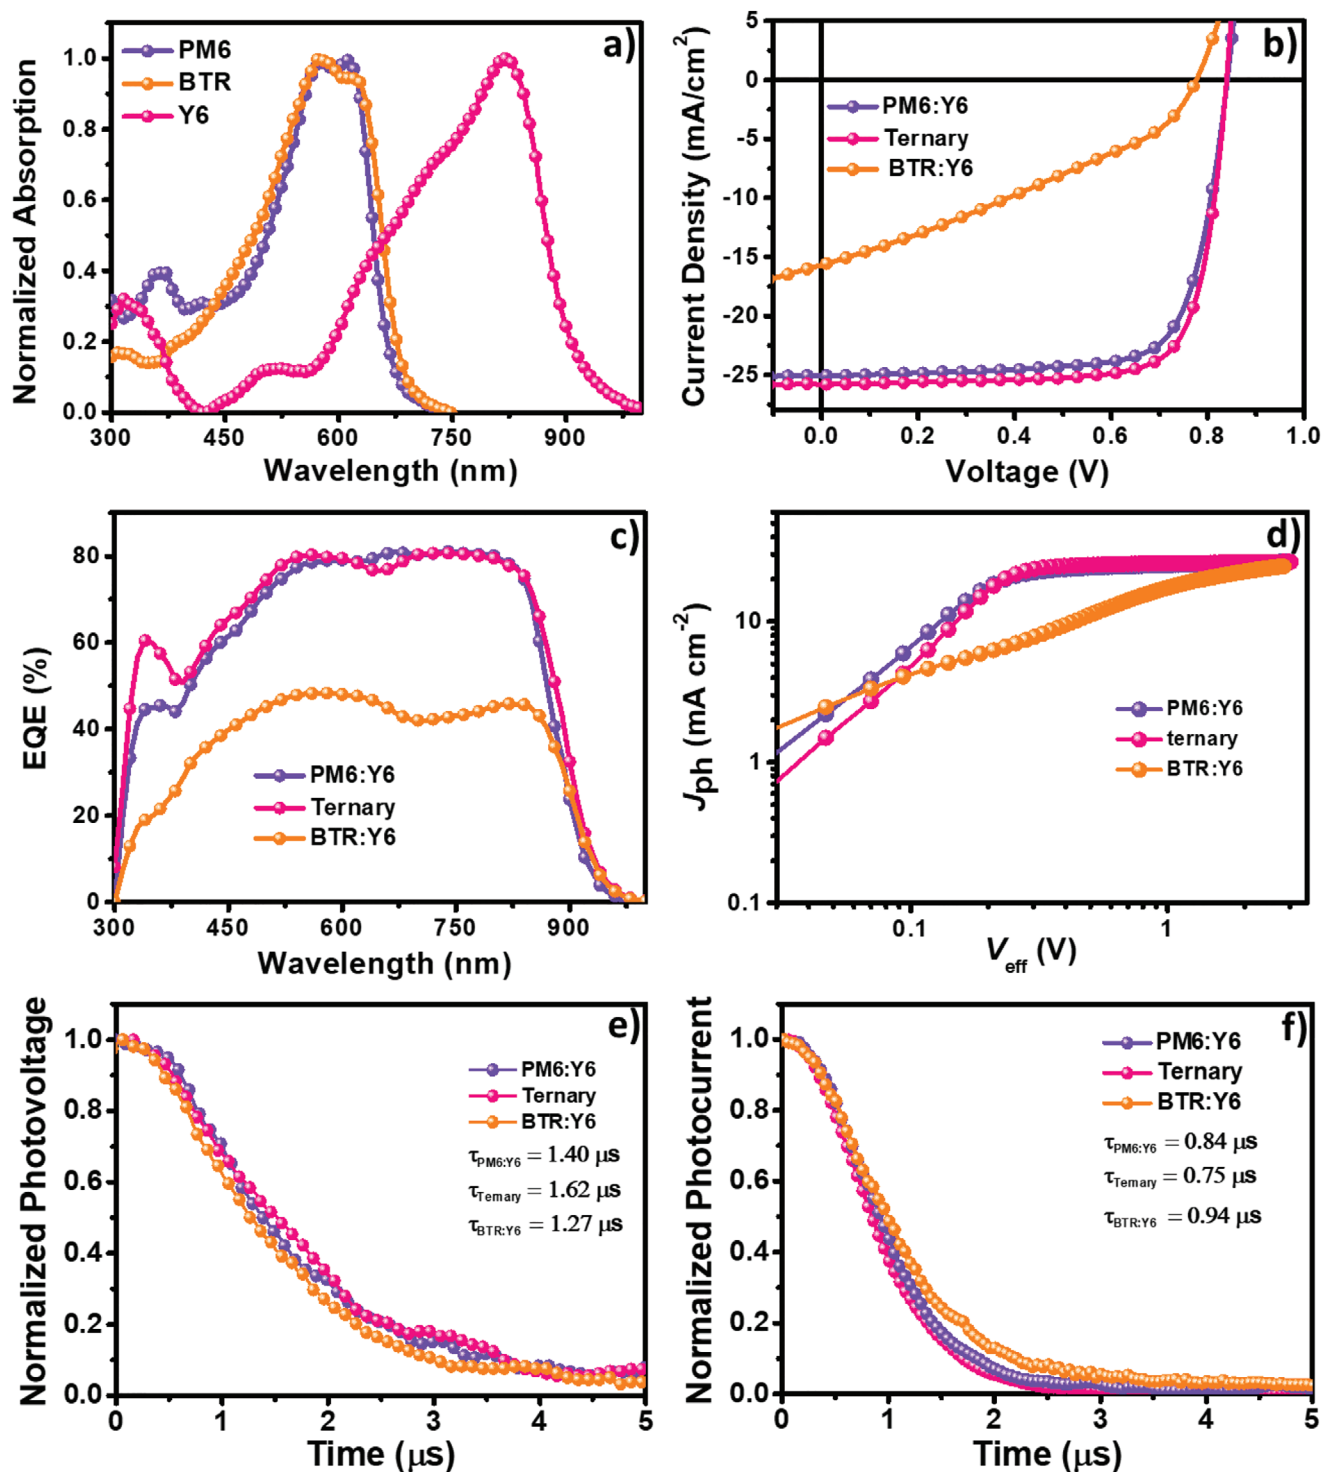 a)
PM6
BTR
Y6
1.0
0.8
0.6
0.4
0.2
0.0
Normalized Absorption
300 450 600 750 900
Wavelength (nm)
b)
PM6:Y6
Ternary
BTR:Y6
5
0
-5
-10
-15
-20
-25
Current Density (mA/cm²)
0.0 0.2 0.4 0.6 0.8 1.0
Voltage (V)
c)
80
60
40
20
0
EQE (%)
PM6:Y6
Ternary
BTR:Y6
300 450 600 750 900
Wavelength (nm)
d)
10
1
0.1
Jph (mA cm⁻²)
PM6:Y6
ternary
BTR:Y6
0.1 1
Veff (V)
e)
1.0
0.8
0.6
0.4
0.2
0.0
Normalized Photovoltage
PM6:Y6
Ternary
BTR:Y6
τPM6:Y6 = 1.40 μs
τTernary = 1.62 μs
τBTR:Y6 = 1.27 μs
0 1 2 3 4 5
Time (μs)
f)
1.0
0.8
0.6
0.4
0.2
0.0
Normalized Photocurrent
PM6:Y6
Ternary
BTR:Y6
τPM6:Y6 = 0.84 μs
τTernary = 0.75 μs
τBTR:Y6 = 0.94 μs
0 1 2 3 4 5
Time (μs)